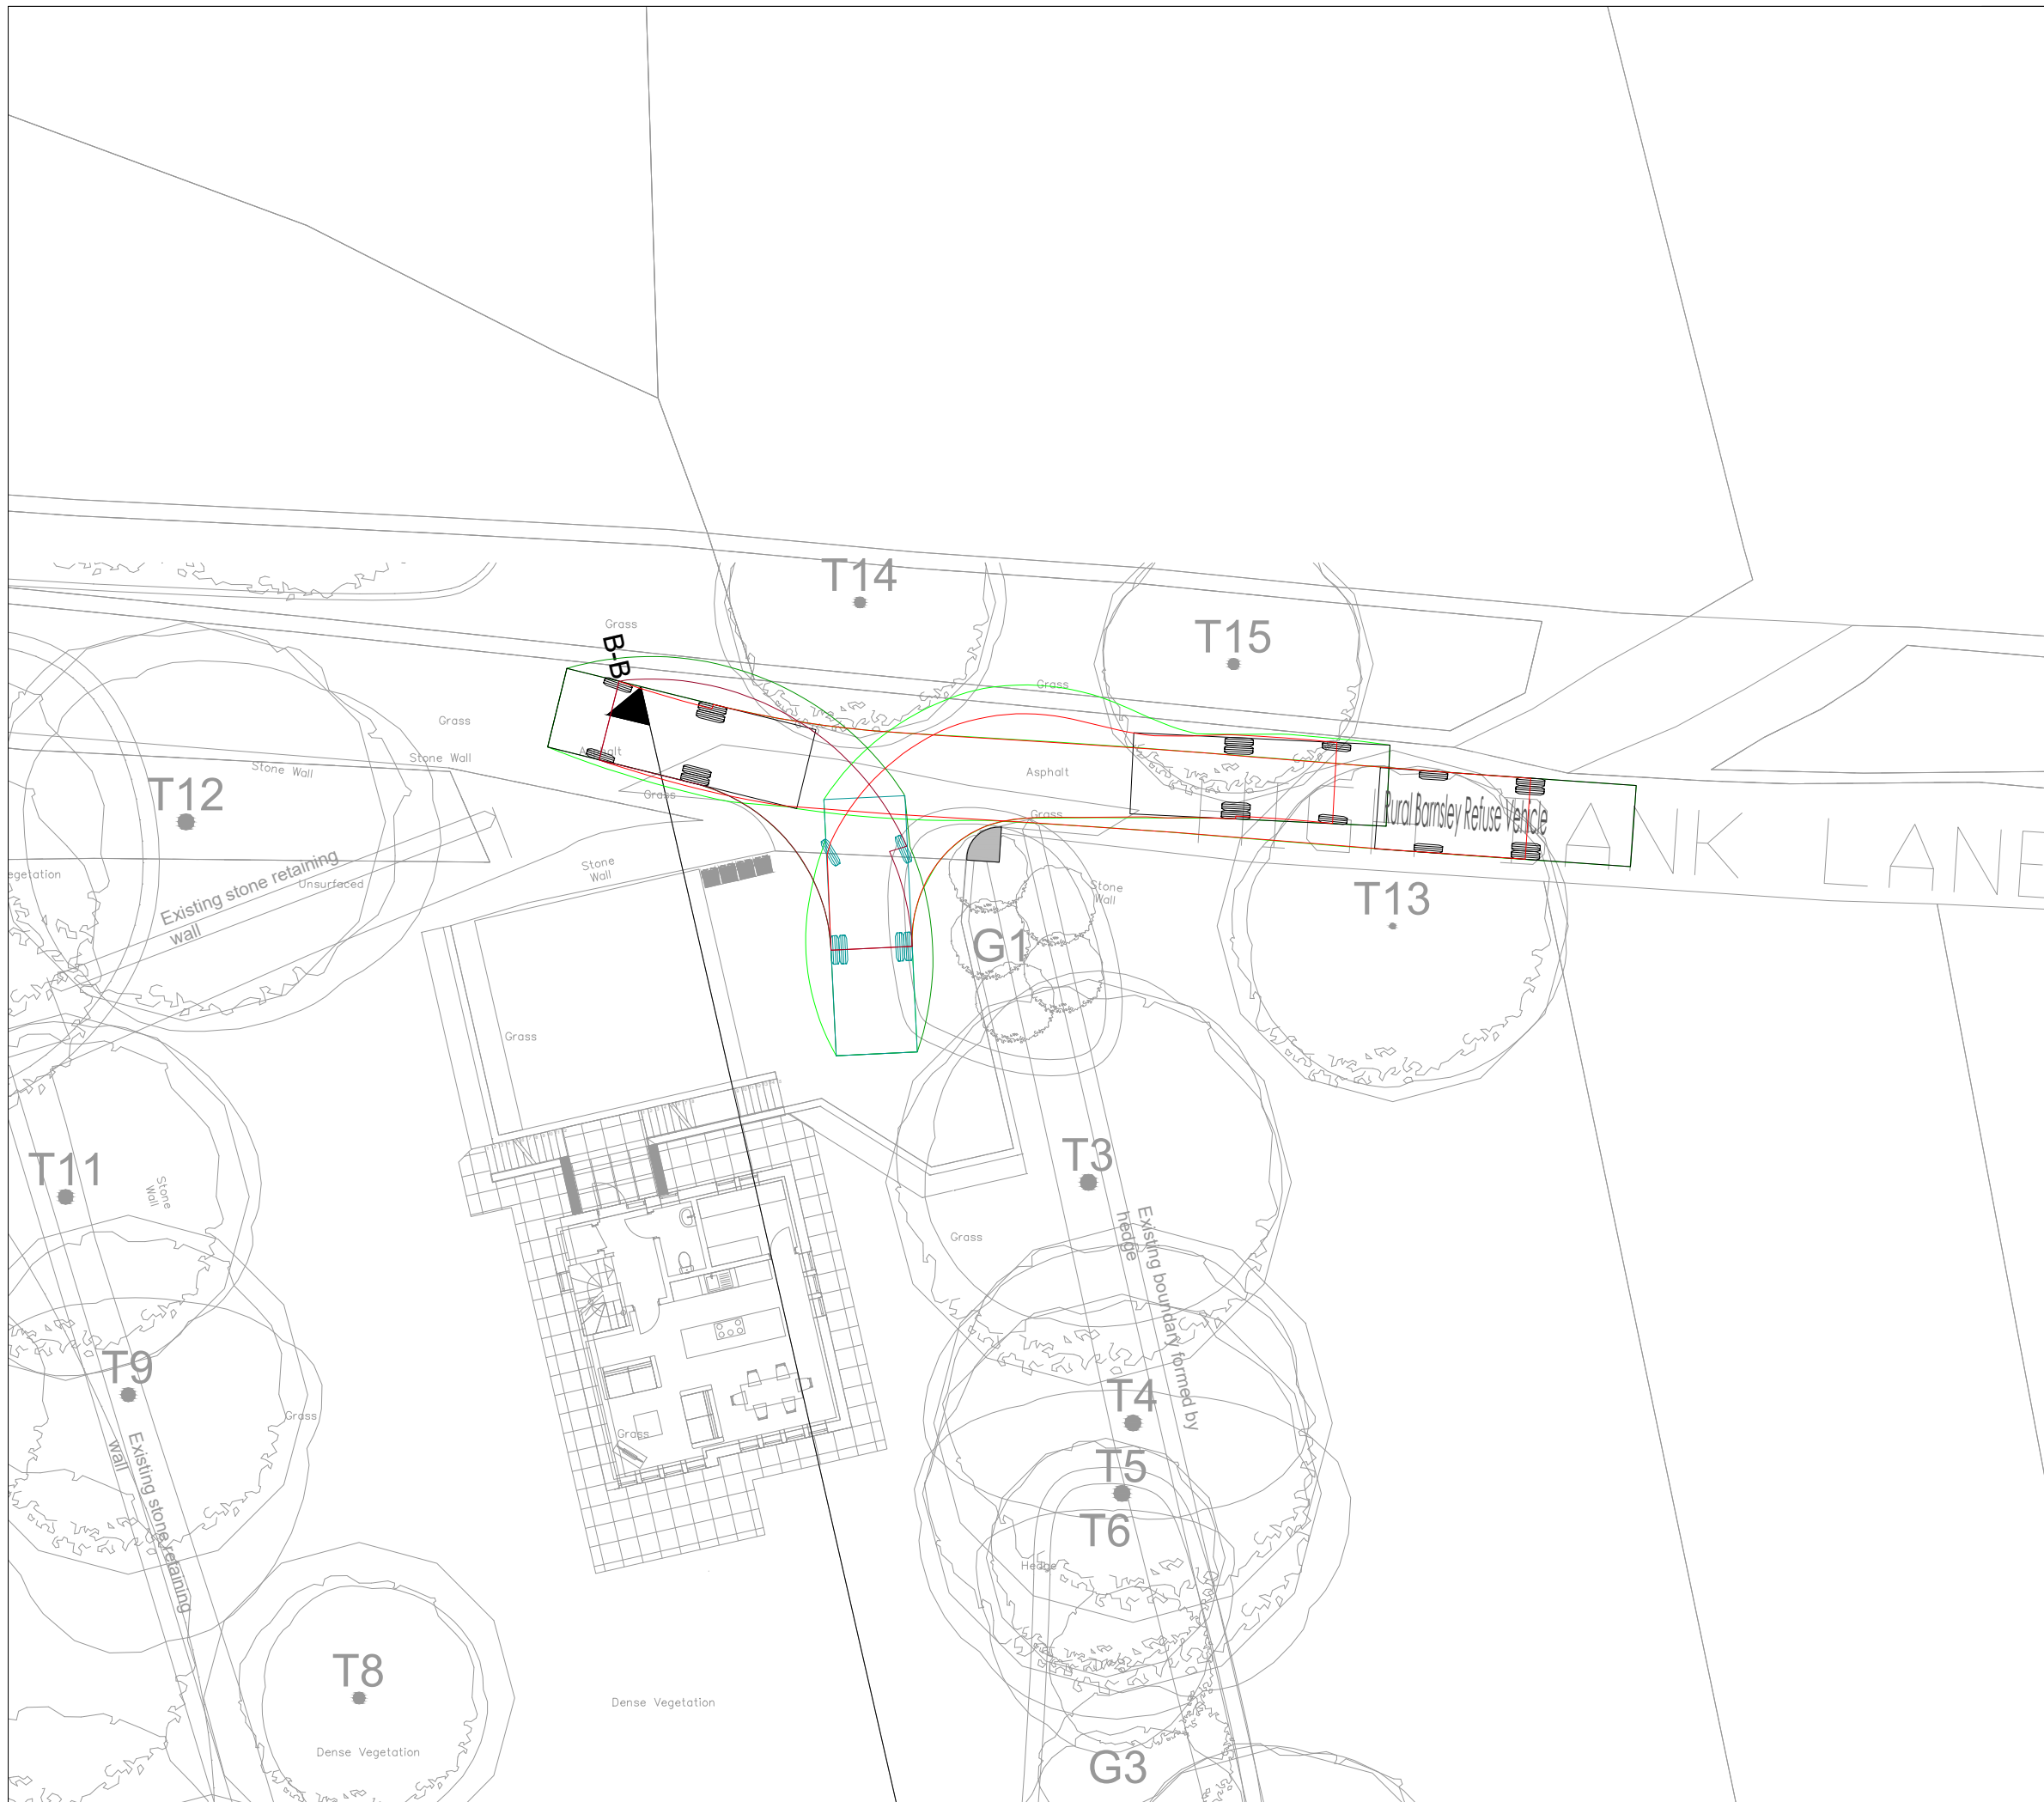 T14
Grass
T15
B-B
Grass
Grass
Stone Wall
Asphalt
Stone Wall
Asphalt
T12
Grass
Grass
Rural Barnsley Refuse Vehicle
ANK LANE
Existing stone retaining
wall
Unsurfaced
Stone
Wall
egetation
Stone
Wall
T13
G1
Grass
T3
T11
Stone
Wall
Grass
Existing boundary formed by
hedge
T9
T4
Grass
Grass
Existing stone retaining
wall
T5
T6
Hedge
T8
Dense Vegetation
Dense Vegetation
G3